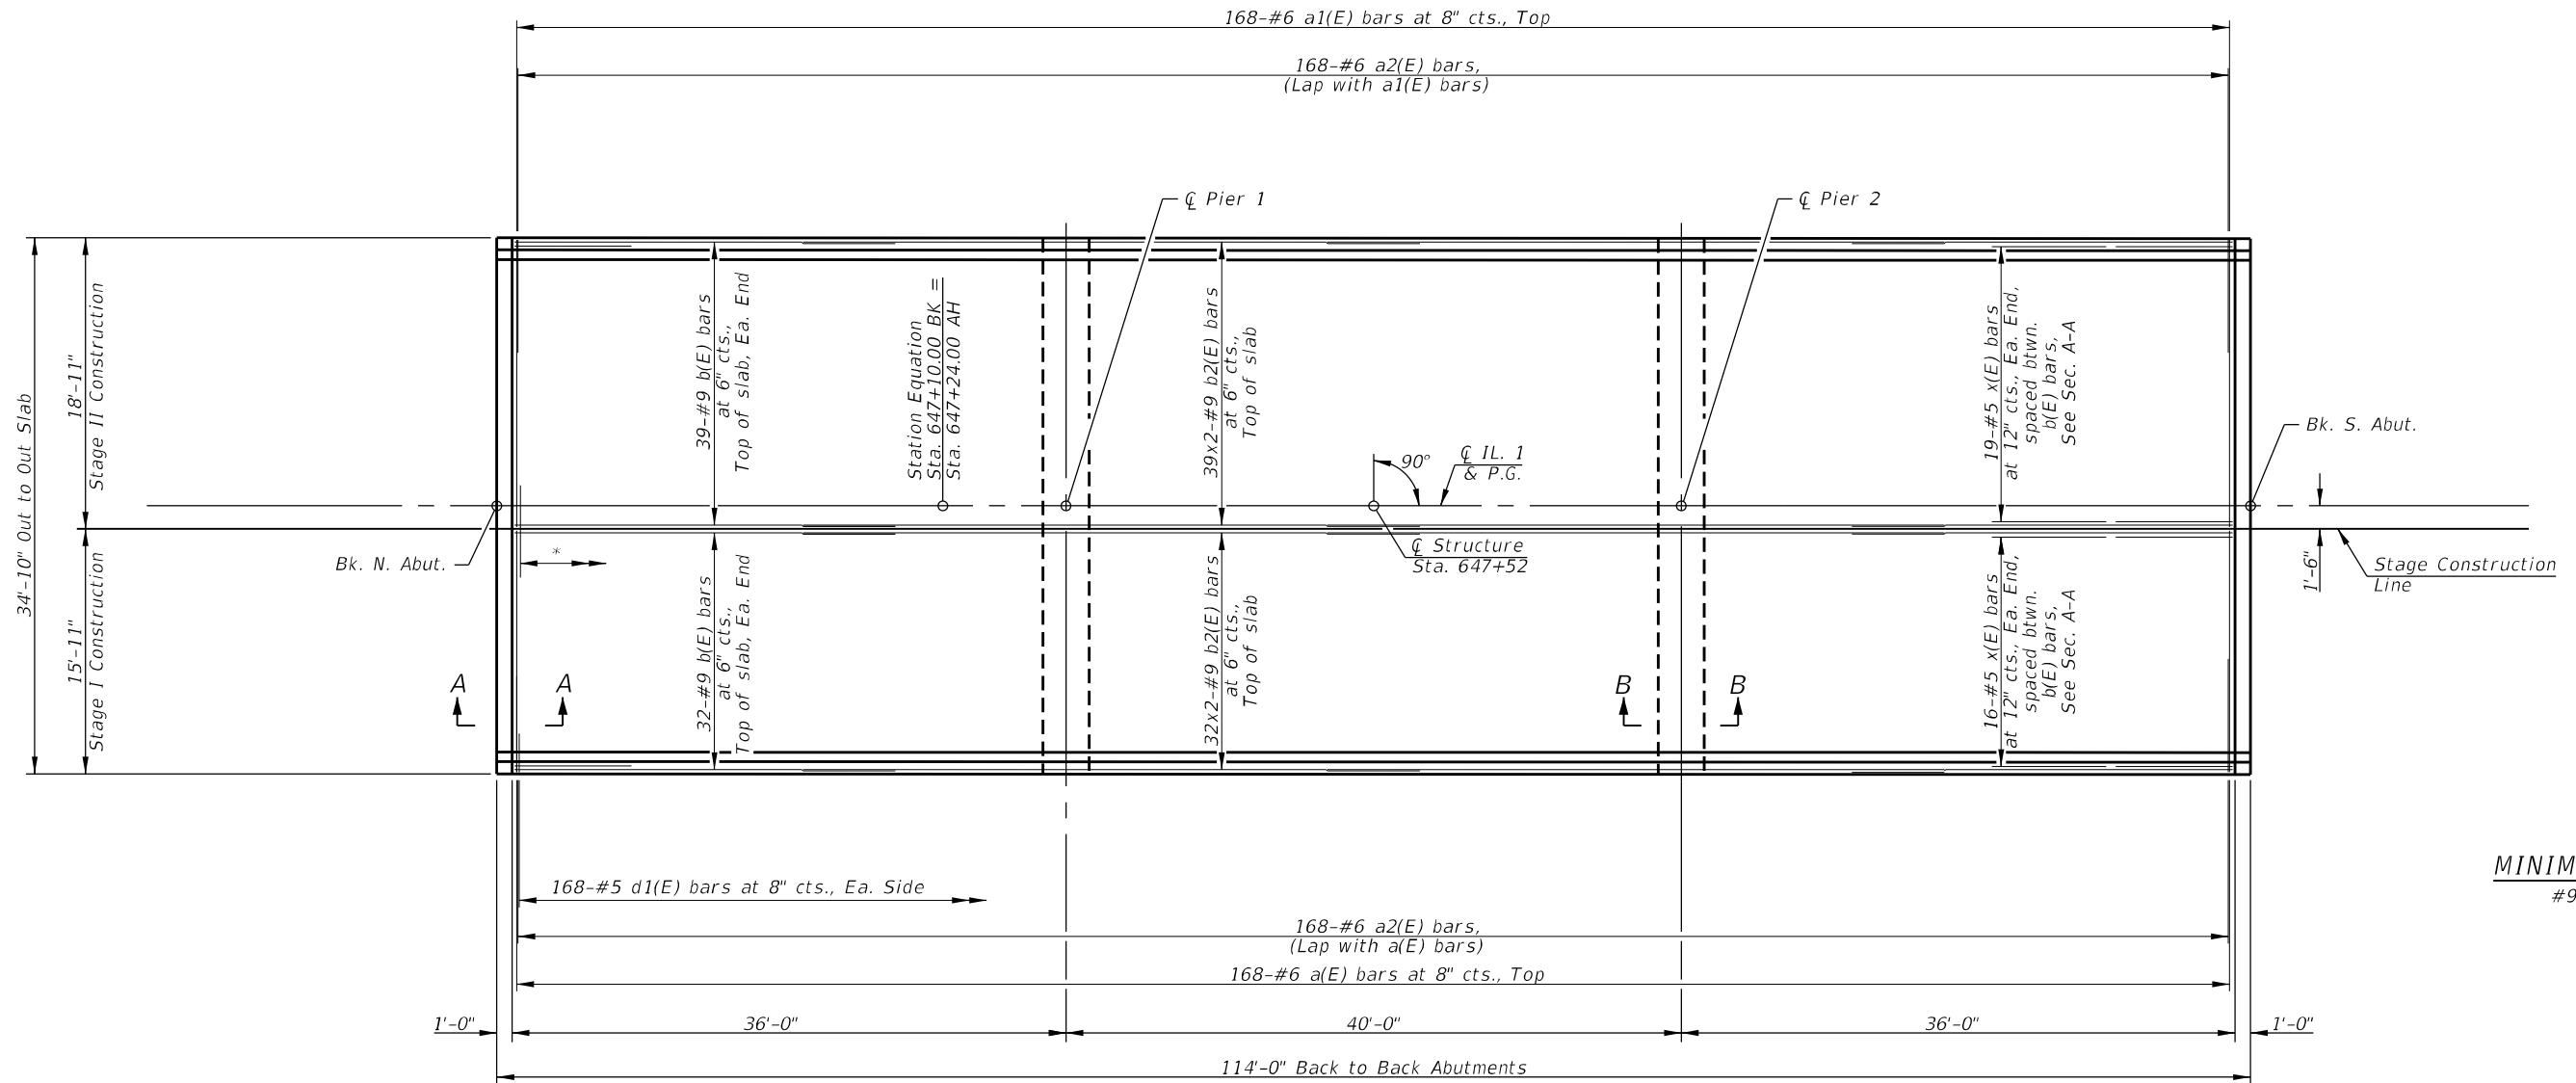 168-#6 a1(E) bars at 8" cts., Top
168-#6 a2(E) bars,
(Lap with a1(E) bars)
℄ Pier 1
℄ Pier 2
34'-10" Out to Out Slab
18'-11"
Stage II Construction
15'-11"
Stage I Construction
39-#9 b(E) bars
at 6" cts.,
Top of slab, Ea. End
Station Equation
Sta. 647+10.00 BK =
Sta. 647+24.00 AH
39x2-#9 b2(E) bars
at 6" cts.,
Top of slab
90°
℄ IL. 1
& P.G.
19-#5 x(E) bars
at 12" cts., Ea. End,
spaced btwn.
b(E) bars,
See Sec. A-A
Bk. S. Abut.
Bk. N. Abut.
*
℄ Structure
Sta. 647+52
1'-6"
Stage Construction
Line
32-#9 b(E) bars
at 6" cts.,
Top of slab, Ea. End
32x2-#9 b2(E) bars
at 6" cts.,
Top of slab
16-#5 x(E) bars
at 12" cts., Ea. End,
spaced btwn.
b(E) bars,
See Sec. A-A
A
A
B
B
MINIM
#9
168-#5 d1(E) bars at 8" cts., Ea. Side
168-#6 a2(E) bars,
(Lap with a(E) bars)
168-#6 a(E) bars at 8" cts., Top
1'-0"
36'-0"
40'-0"
36'-0"
1'-0"
114'-0" Back to Back Abutments